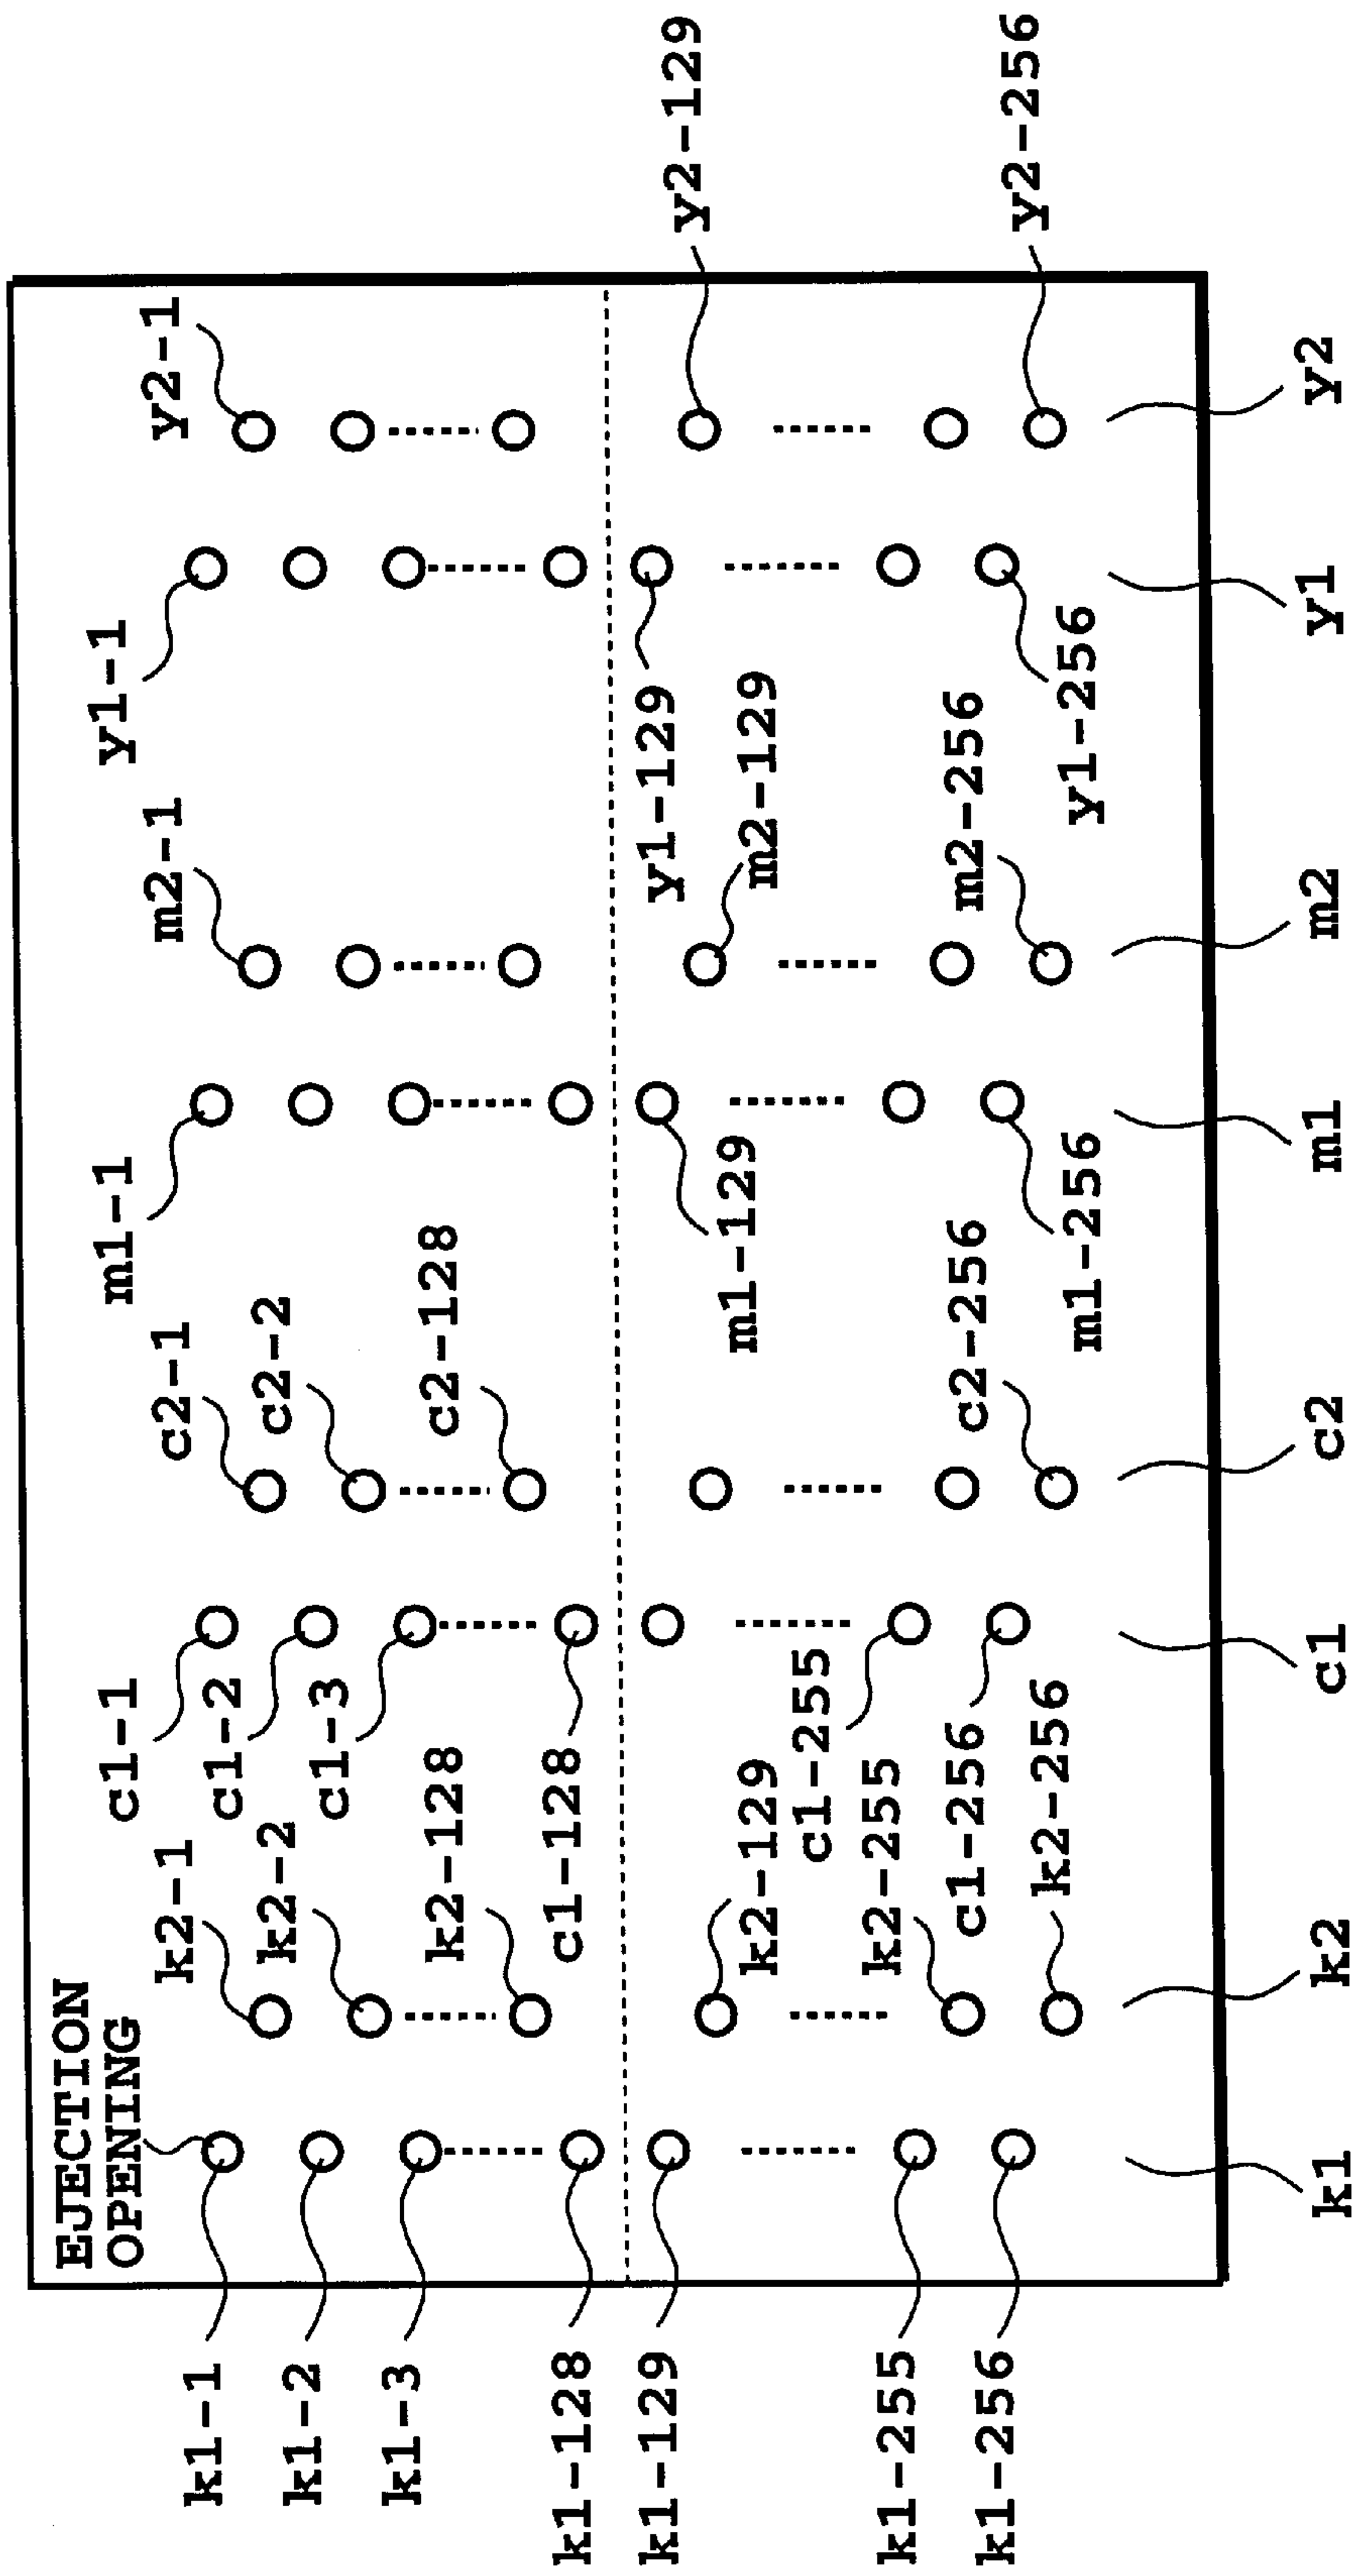 EJECTION
OPENING
k1-1
k1-2
k1-3
k1-128
k1-129
k1-255
k1-256
k2-1
k2-2
k2-128
k2-129
k2-255
k2-256
c1-1
c1-2
c1-3
c1-128
c1-255
c1-256
c2-1
c2-2
c2-128
c2-256
m1-1
m1-129
m1-256
m2-1
m2-129
m2-256
y1-1
y1-129
y1-256
y2-1
y2-129
y2-256
k1
k2
c1
c2
m1
m2
y1
y2